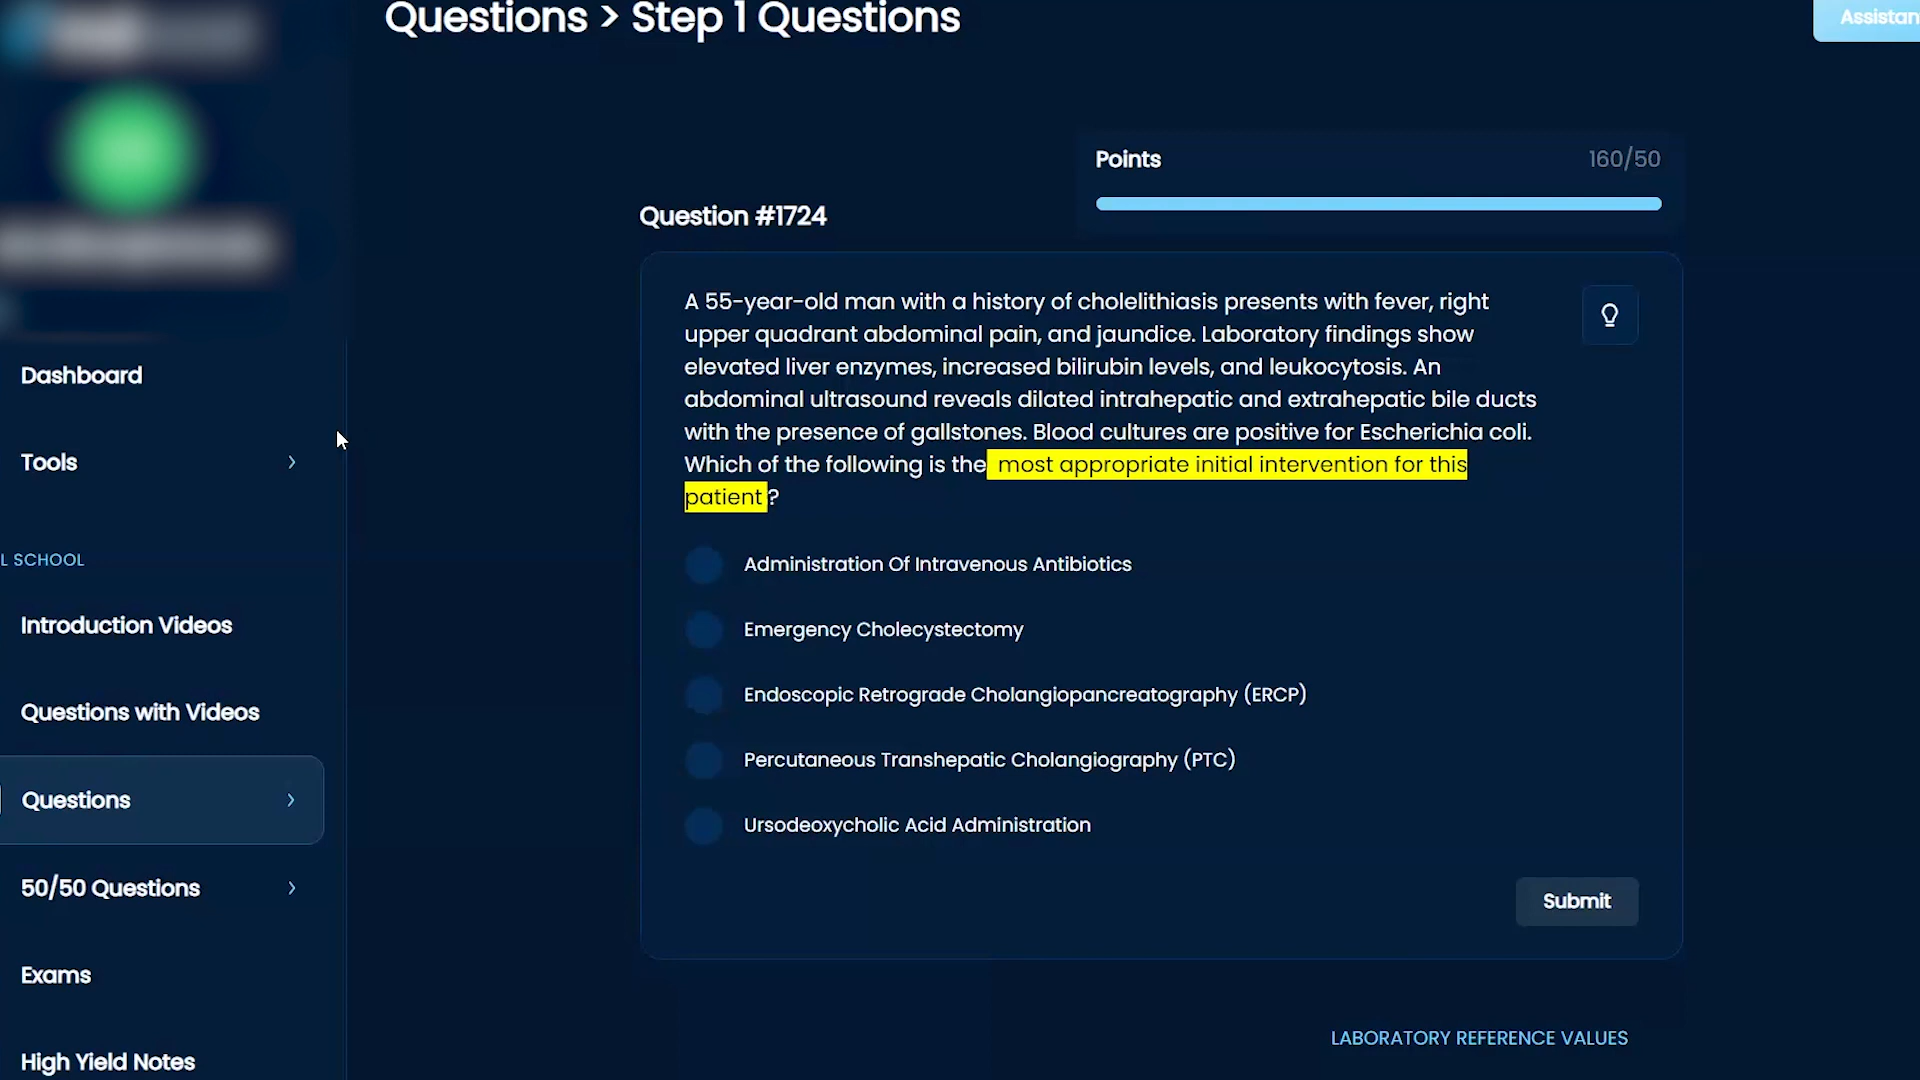 Questions > Step 1 Questions
Assistan
Points
160/50
Question #1724
A 55-year-old man with a history of cholelithiasis presents with fever, right
upper quadrant abdominal pain, and jaundice. Laboratory findings show
elevated liver enzymes, increased bilirubin levels, and leukocytosis. An
abdominal ultrasound reveals dilated intrahepatic and extrahepatic bile ducts
with the presence of gallstones. Blood cultures are positive for Escherichia coli.
Which of the following is the most appropriate initial intervention for this
patient ?
Administration Of Intravenous Antibiotics
Emergency Cholecystectomy
Endoscopic Retrograde Cholangiopancreatography (ERCP)
Percutaneous Transhepatic Cholangiography (PTC)
Ursodeoxycholic Acid Administration
Submit
LABORATORY REFERENCE VALUES
Dashboard
Tools
L SCHOOL
Introduction Videos
Questions with Videos
Questions
50/50 Questions
Exams
High Yield Notes